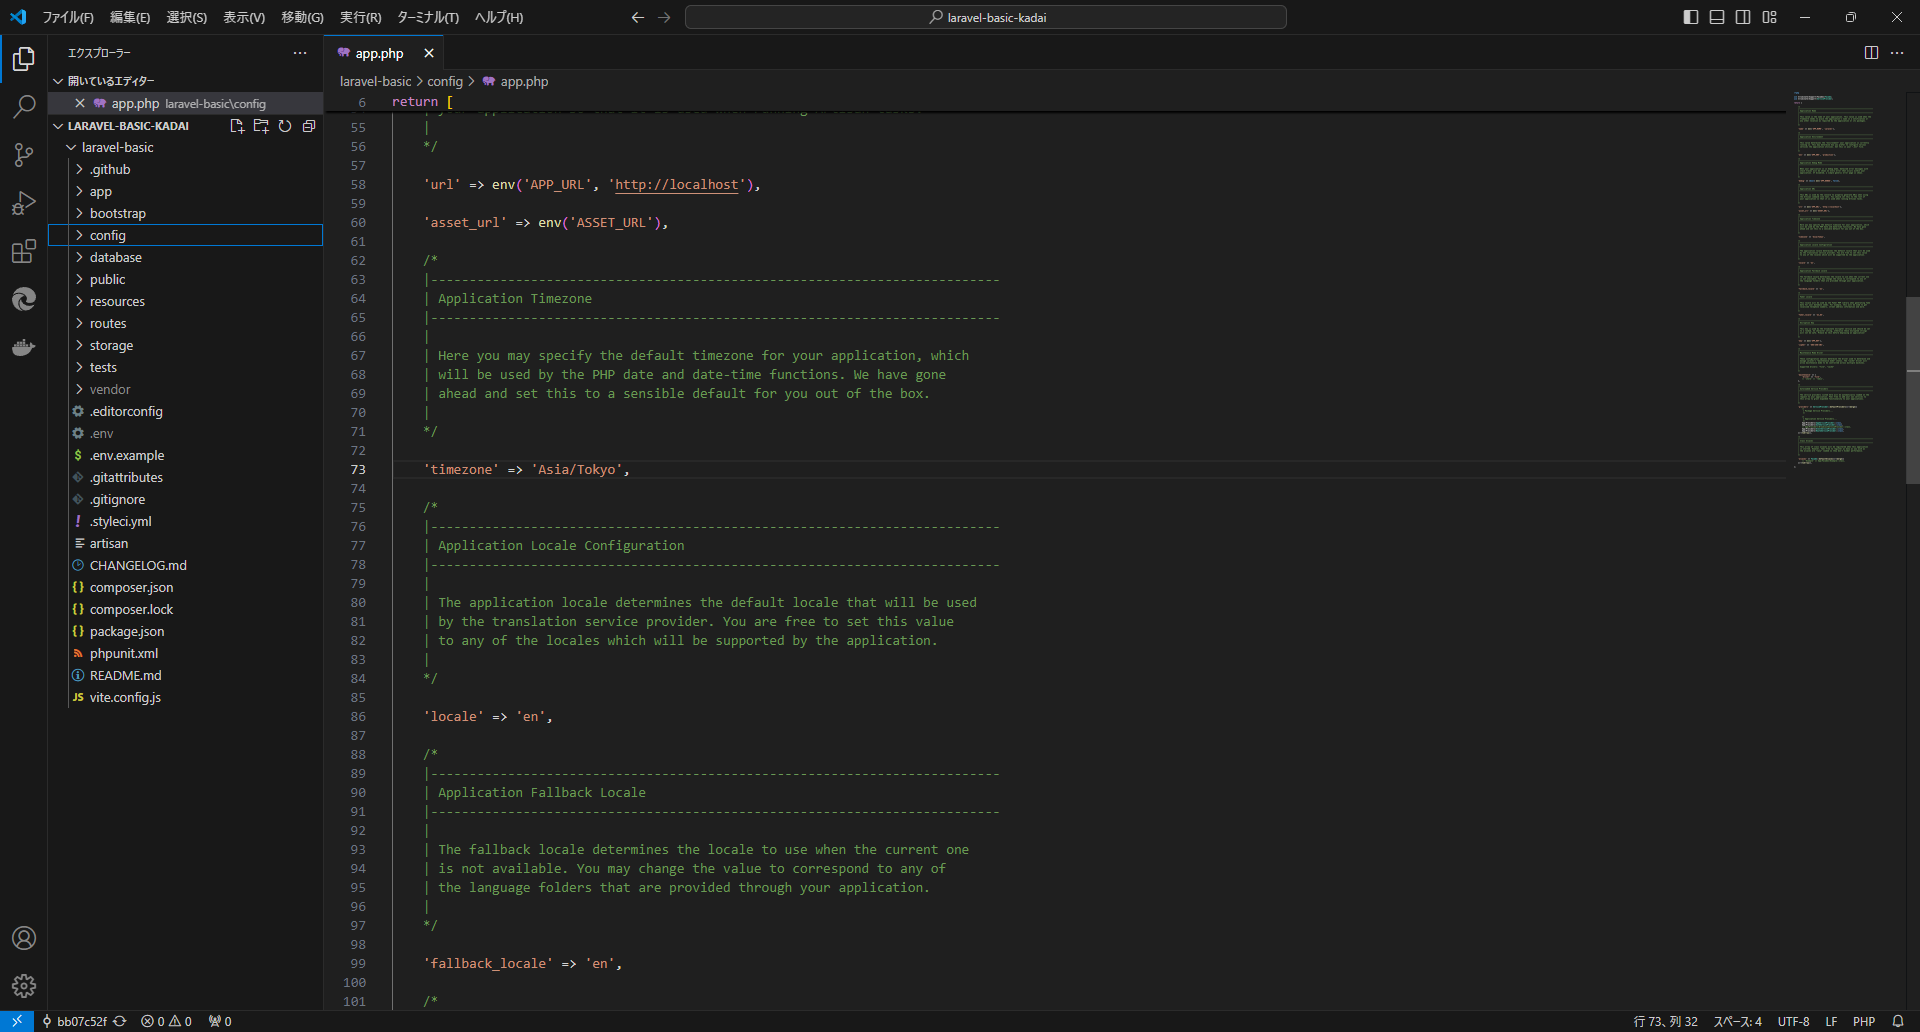 ファイル(F) 編集(E) 選択(S) 表示(V) 移動(G) 実行(R) ターミナル(T) ヘルプ(H)
laravel-basic-kadai
エクスプローラー
開いているエディター
app.php laravel-basic\config
LARAVEL-BASIC-KADAI
laravel-basic
.github
app
bootstrap
config
database
public
resources
routes
storage
tests
vendor
.editorconfig
.env
.env.example
.gitattributes
.gitignore
.styleci.yml
artisan
CHANGELOG.md
composer.json
composer.lock
package.json
phpunit.xml
README.md
vite.config.js
app.php
laravel-basic > config > app.php
6 return [
55 |
56 */
57
58 'url' => env('APP_URL', 'http://localhost'),
59
60 'asset_url' => env('ASSET_URL'),
61
62 /*
63 |--------------------------------------------------------------------------
64 | Application Timezone
65 |--------------------------------------------------------------------------
66 |
67 | Here you may specify the default timezone for your application, which
68 | will be used by the PHP date and date-time functions. We have gone
69 | ahead and set this to a sensible default for you out of the box.
70 |
71 */
72
73 'timezone' => 'Asia/Tokyo',
74
75 /*
76 |--------------------------------------------------------------------------
77 | Application Locale Configuration
78 |--------------------------------------------------------------------------
79 |
80 | The application locale determines the default locale that will be used
81 | by the translation service provider. You are free to set this value
82 | to any of the locales which will be supported by the application.
83 |
84 */
85
86 'locale' => 'en',
87
88 /*
89 |--------------------------------------------------------------------------
90 | Application Fallback Locale
91 |--------------------------------------------------------------------------
92 |
93 | The fallback locale determines the locale to use when the current one
94 | is not available. You may change the value to correspond to any of
95 | the language folders that are provided through your application.
96 |
97 */
98
99 'fallback_locale' => 'en',
100
101 /*
bb07c52f 0 0 0
行 73、列 32 スペース: 4 UTF-8 LF PHP